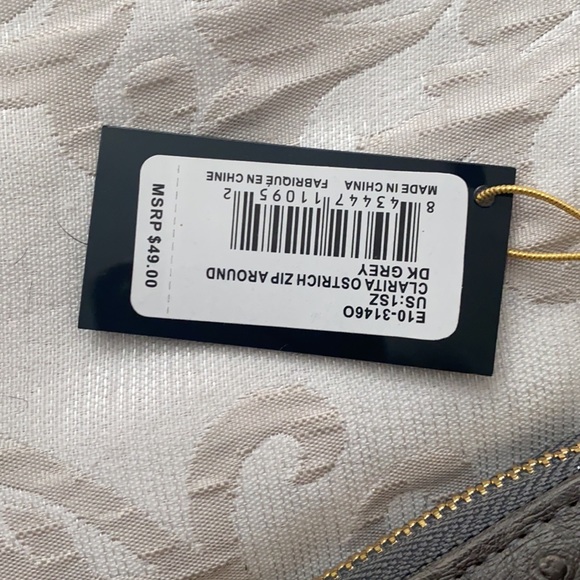 E10-3146O
US:1SZ
CLARITA OSTRICH ZIP AROUND
DK GREY
8 43447 11095 2
MADE IN CHINA FABRIQUÉ EN CHINE
MSRP $49.00